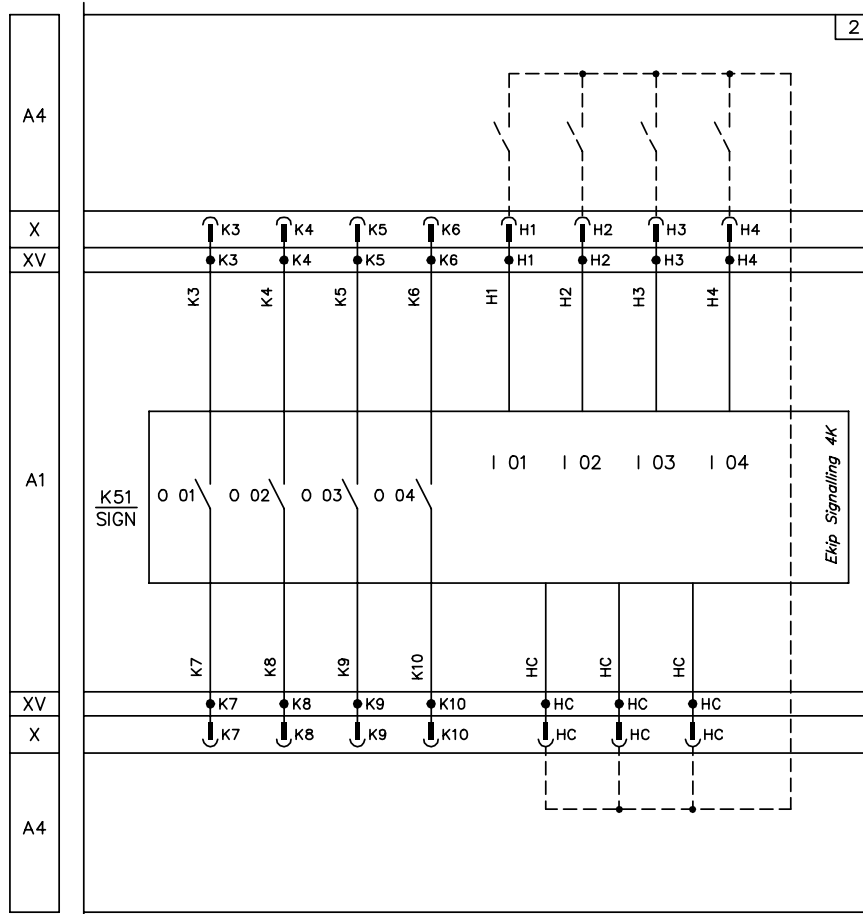 2
A4
X
K3 K4 K5 K6 H1 H2 H3 H4
XV
K3 K4 K5 K6 H1 H2 H3 H4
K3 K4 K5 K6 H1 H2 H3 H4
A1
K51
SIGN
O 01 O 02 O 03 O 04
I 01 I 02 I 03 I 04
Ekip Signalling 4K
K7 K8 K9 K10 HC HC HC
XV
K7 K8 K9 K10 HC HC HC
X
K7 K8 K9 K10 HC HC HC
A4